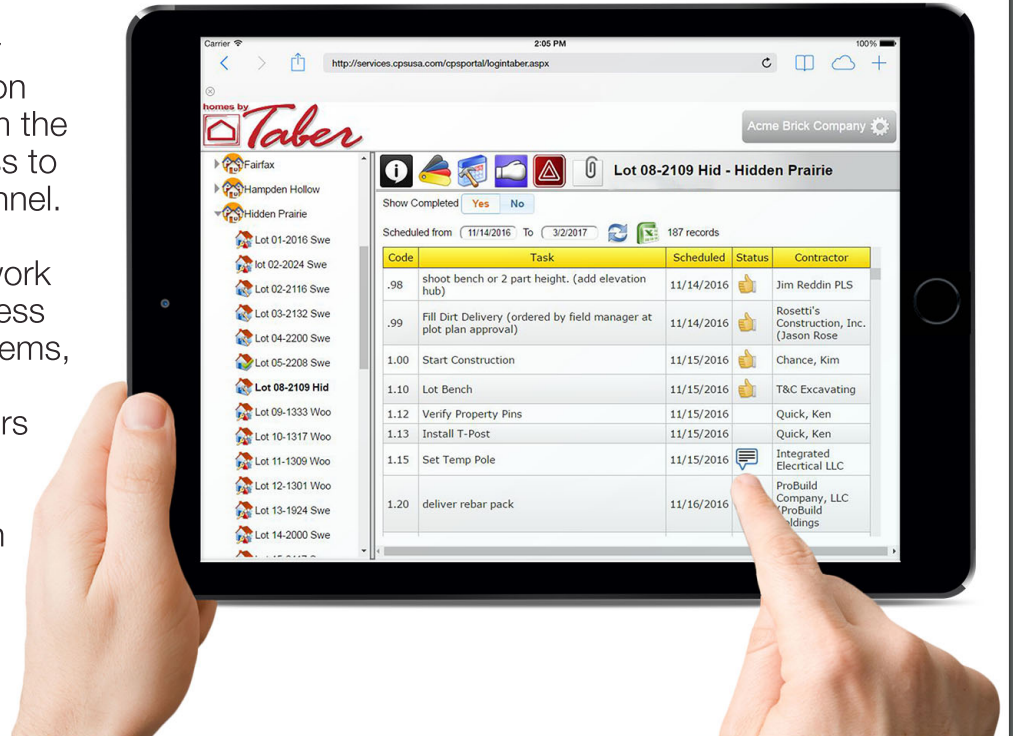 on
n the
ss to
nnel.
work
ess
ems,
rs
n
Carrier
2:05 PM
100%
http://services.cpsusa.com/cpsportal/logintaber.aspx
homes by
Taber
Acme Brick Company
Fairfax
Hampden Hollow
Hidden Prairie
Lot 01-2016 Swe
lot 02-2024 Swe
Lot 02-2116 Swe
Lot 03-2132 Swe
Lot 04-2200 Swe
Lot 05-2208 Swe
Lot 08-2109 Hid
Lot 09-1333 Woo
Lot 10-1317 Woo
Lot 11-1309 Woo
Lot 12-1301 Woo
Lot 13-1924 Swe
Lot 14-2000 Swe
Lot 08-2109 Hid - Hidden Prairie
Show Completed Yes No
Scheduled from 11/14/2016 To 3/2/2017 187 records
Code Task Scheduled Status Contractor
.98 shoot bench or 2 part height. (add elevation hub) 11/14/2016 Jim Reddin PLS
.99 Fill Dirt Delivery (ordered by field manager at plot plan approval) 11/14/2016 Rosetti's Construction, Inc. (Jason Rose
1.00 Start Construction 11/15/2016 Chance, Kim
1.10 Lot Bench 11/15/2016 T&C Excavating
1.12 Verify Property Pins 11/15/2016 Quick, Ken
1.13 Install T-Post 11/15/2016 Quick, Ken
1.15 Set Temp Pole 11/15/2016 Integrated Elecrtical LLC
1.20 deliver rebar pack 11/16/2016 ProBuild Company, LLC (ProBuild oldings